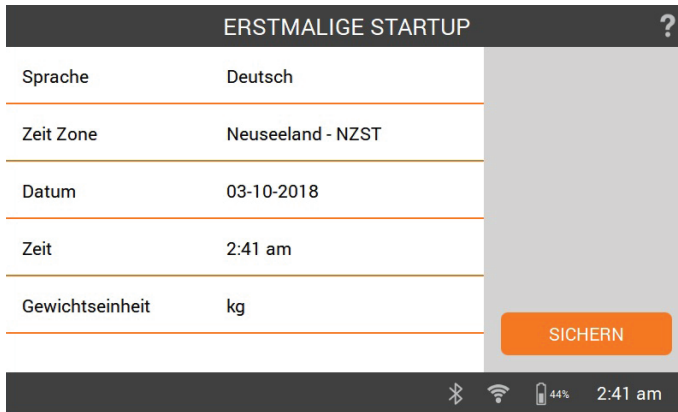 ERSTMALIGE STARTUP ?
Sprache Deutsch
Zeit Zone Neuseeland - NZST
Datum 03-10-2018
Zeit 2:41 am
Gewichtseinheit kg
SICHERN
44% 2:41 am